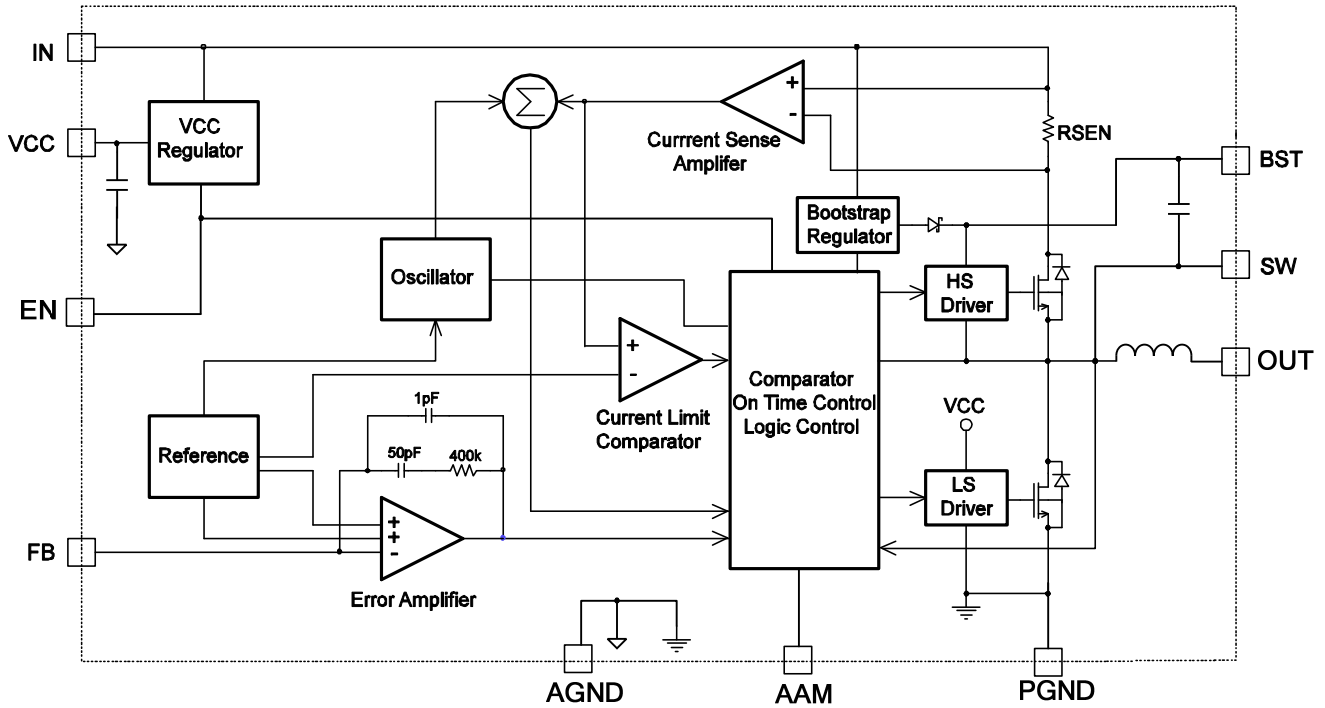 IN
VCC
Regulator
VCC
EN
Σ
+
-
Currrent Sense
Amplifer
RSEN
BST
Bootstrap
Regulator
SW
Oscillator
HS
Driver
+
-
Current Limit
Comparator
Comparator
On Time Control
Logic Control
OUT
VCC
1pF
50pF
400k
Reference
LS
Driver
FB
+
+
-
Error Amplifier
AGND
AAM
PGND